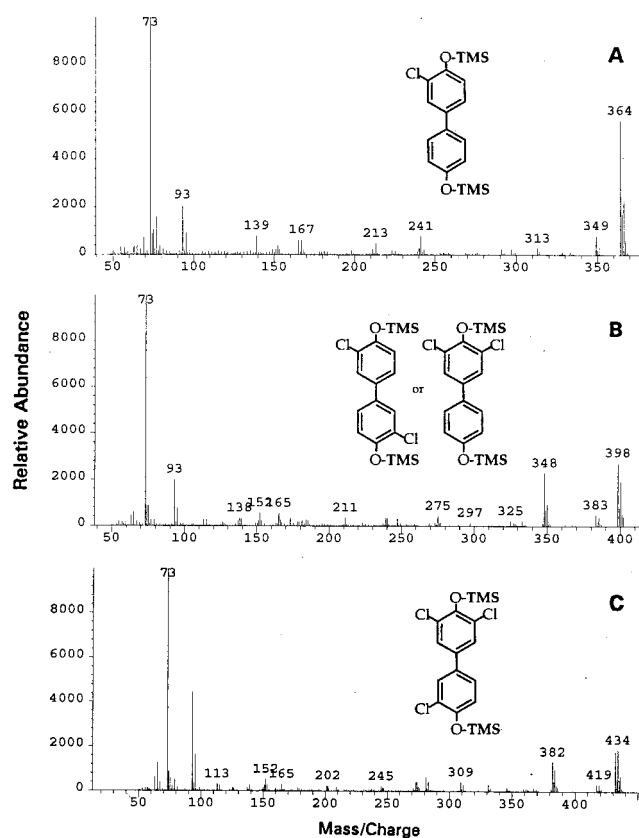 A
O-TMS
Cl
O-TMS
73
93
139
167
213
241
313
349
364
8000
6000
4000
2000
0
50 100 150 200 250 300 350
B
O-TMS
Cl
Cl
O-TMS
or
O-TMS
Cl Cl
O-TMS
73
93
138
152
165
211
275
297
325
348
383
398
8000
6000
4000
2000
0
50 100 150 200 250 300 350 400
C
O-TMS
Cl Cl
Cl
O-TMS
73
113
152
165
202
245
309
382
419
434
8000
6000
4000
2000
0
50 100 150 200 250 300 350 400
Relative Abundance
Mass/Charge